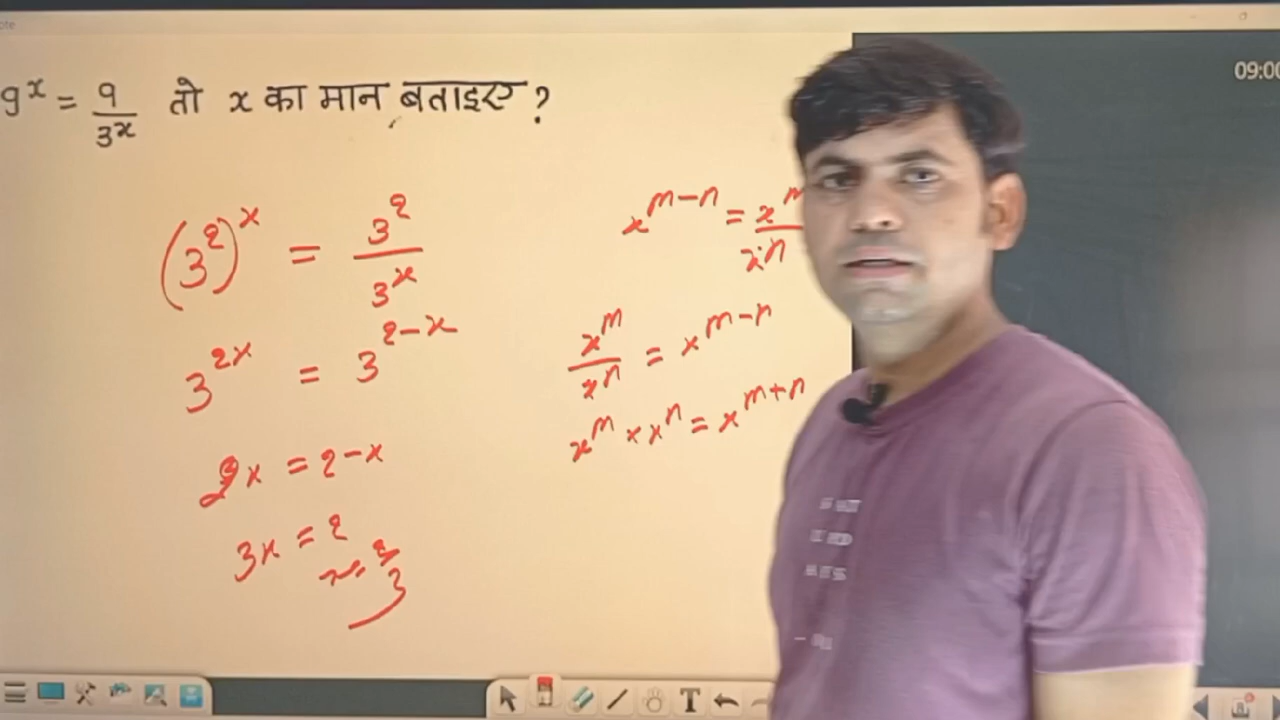 9^x = 9/3^x तो x का मान बताइए ?
(3^2)^x = 3^2/3^x
3^2x = 3^2-x
2x = 2-x
3x = 2
x = 2/3
x^m-n = x^m/x^n
x^m/x^n = x^m-n
x^m × x^n = x^m+n
09:00
T